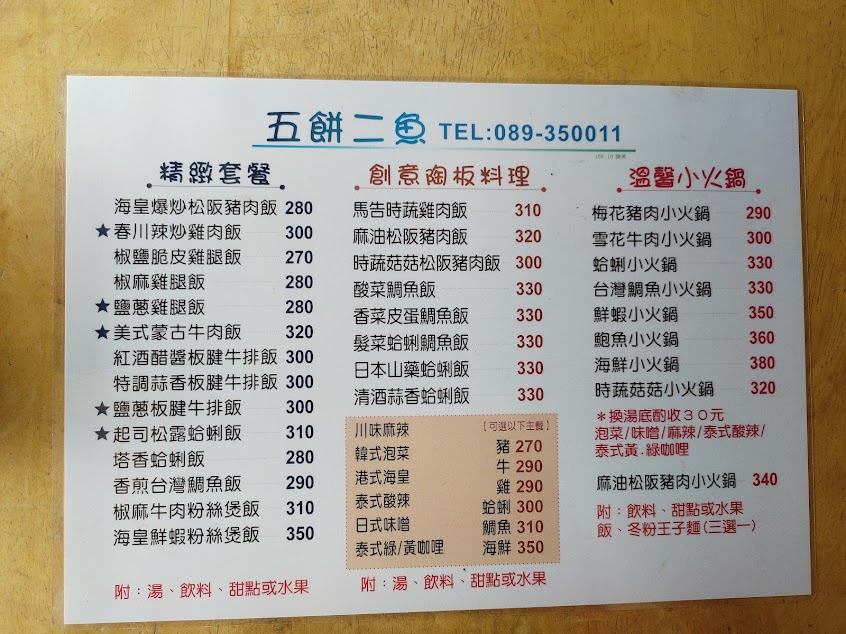 五餅二魚 TEL:089-350011
精緻套餐
海皇爆炒松阪豬肉飯 280
★春川辣炒雞肉飯 300
椒鹽脆皮雞腿飯 270
椒麻雞腿飯 280
★鹽蔥雞腿飯 280
★美式蒙古牛肉飯 320
紅酒醋醬板腱牛排飯 300
特調蒜香板腱牛排飯 300
★鹽蔥板腱牛排飯 300
★起司松露蛤蜊飯 310
塔香蛤蜊飯 280
香煎台灣鯛魚飯 290
椒麻牛肉粉絲煲飯 310
海皇鮮蝦粉絲煲飯 350
附：湯、飲料、甜點或水果
創意陶板料理
馬告時蔬雞肉飯 310
麻油松阪豬肉飯 320
時蔬菇菇松阪豬肉飯 300
酸菜鯛魚飯 330
香菜皮蛋鯛魚飯 330
髮菜蛤蜊鯛魚飯 330
日本山藥蛤蜊飯 330
清酒蒜香蛤蜊飯 330
川味麻辣
韓式泡菜
港式海皇
泰式酸辣
日式味噌
泰式綠/黃咖哩
【可選以下主餐】
豬 270
牛 290
雞 290
蛤蜊 300
鯛魚 310
海鮮 350
附：湯、飲料、甜點或水果
溫馨小火鍋
梅花豬肉小火鍋 290
雪花牛肉小火鍋 300
蛤蜊小火鍋 330
台灣鯛魚小火鍋 330
鮮蝦小火鍋 350
鮑魚小火鍋 360
海鮮小火鍋 380
時蔬菇菇小火鍋 320
＊換湯底酌收３０元
泡菜/味噌/麻辣/泰式酸辣/
泰式黃.綠咖哩
麻油松阪豬肉小火鍋 340
附：飲料、甜點或水果
飯、冬粉王子麵(三選一)